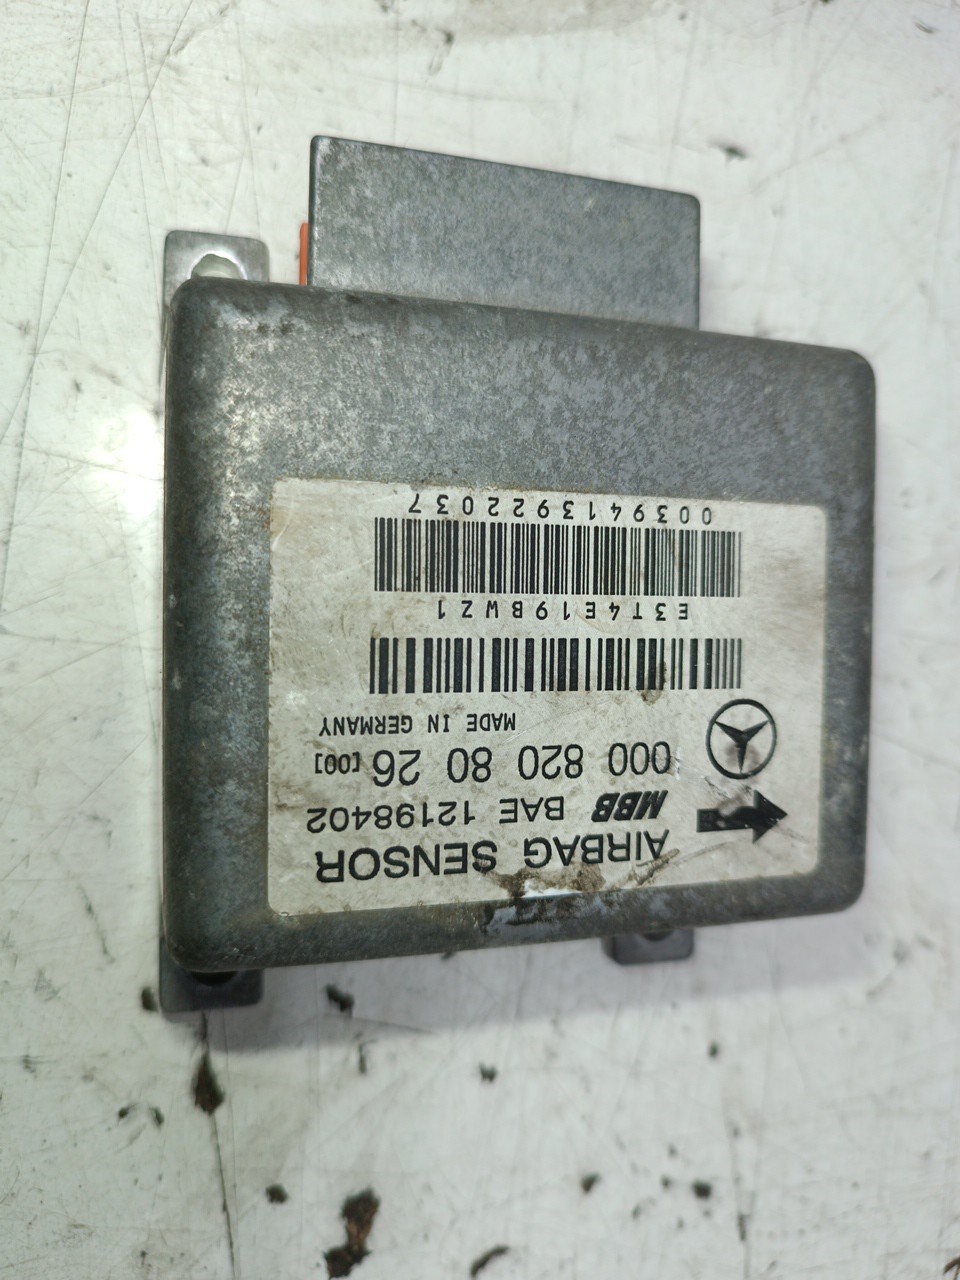 AIRBAG SENSOR
MBB BAE 12198402
000 820 80 26 [00]
MADE IN GERMANY
E3T4E19BWZ1
0039413922037